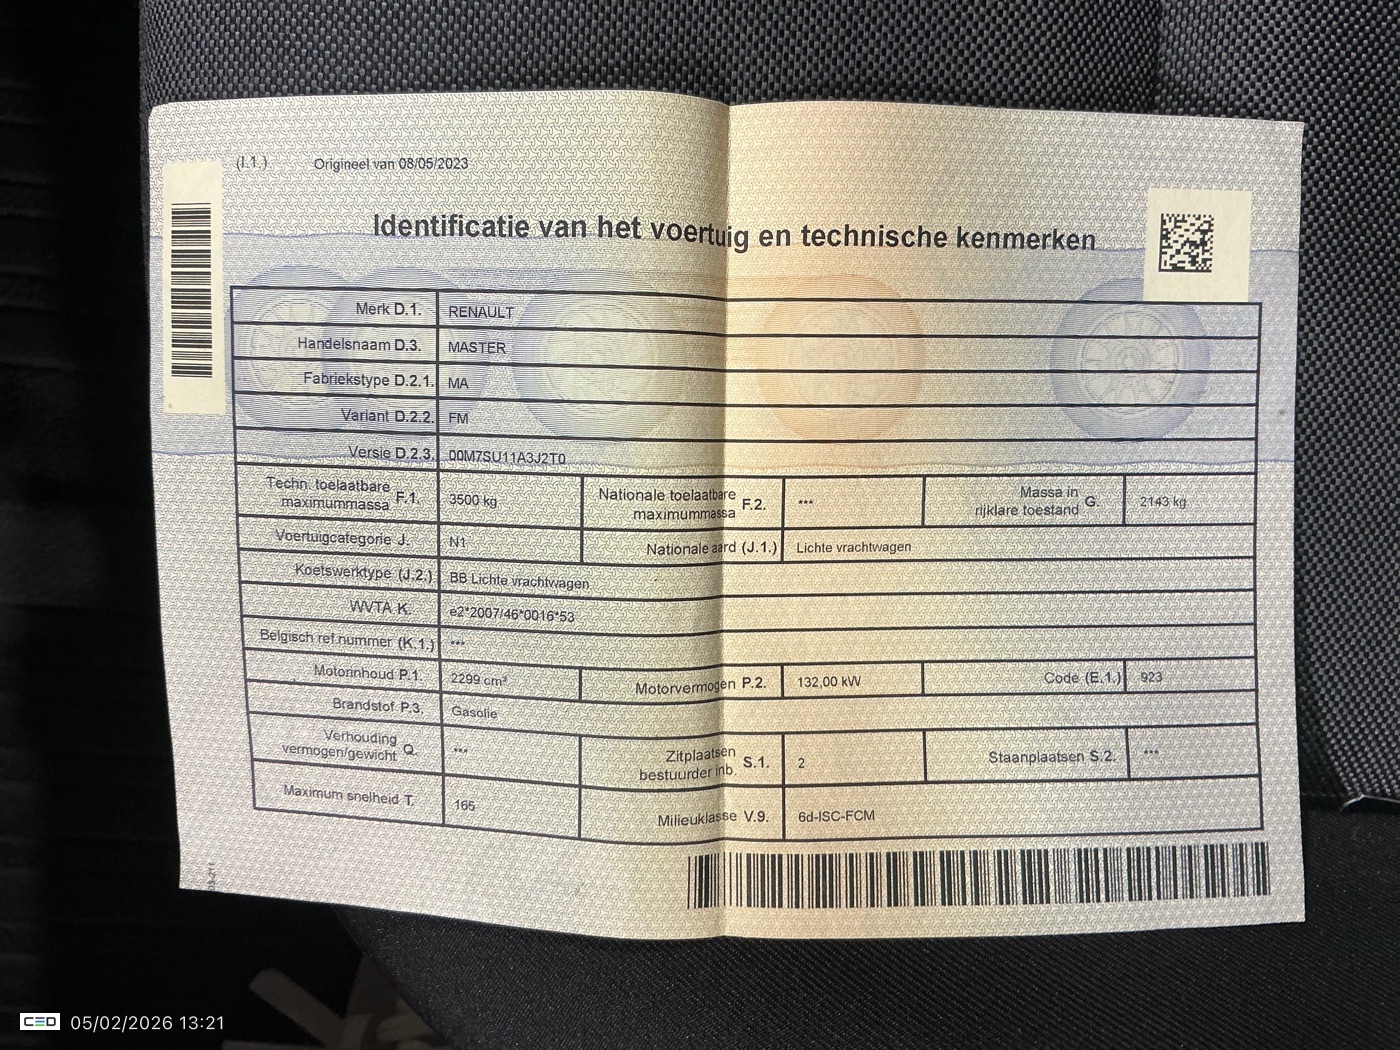 (I.1.) Origineel van 08/05/2023
Identificatie van het voertuig en technische kenmerken
Merk D.1. RENAULT
Handelsnaam D.3. MASTER
Fabriekstype D.2.1. MA
Variant D.2.2. FM
Versie D.2.3. 00M7SU11A3J2T0
Techn. toelaatbare maximummassa F.1. 3500 kg Nationale toelaatbare maximummassa F.2. *** Massa in rijklare toestand G. 2143 kg
Voertuigcategorie J. N1 Nationale aard (J.1.) Lichte vrachtwagen
Koetswerktype (J.2.) BB Lichte vrachtwagen
WVTA K. e2*2007/46*0016*53
Belgisch ref.nummer (K.1.) ***
Motorinhoud P.1. 2299 cm³ Motorvermogen P.2. 132,00 kW Code (E.1.) 923
Brandstof P.3. Gasolie
Verhouding vermogen/gewicht Q. *** Zitplaatsen bestuurder inb. S.1. 2 Staanplaatsen S.2. ***
Maximum snelheid T. 165 Milieuklasse V.9. 6d-ISC-FCM
CED 05/02/2026 13:21